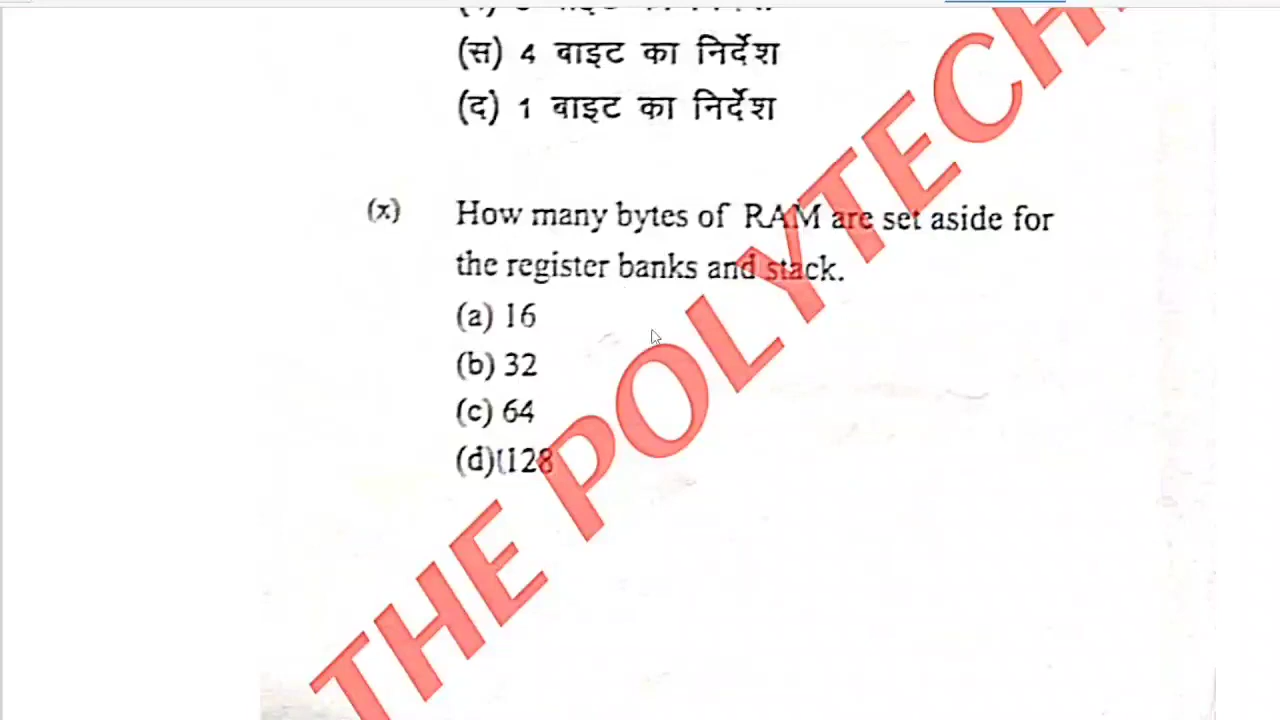 (स) 4 बाइट का निर्देश
(द) 1 बाइट का निर्देश
(x) How many bytes of RAM are set aside for
the register banks and stack.
(a) 16
(b) 32
(c) 64
(d) 128
THE POLYTECH